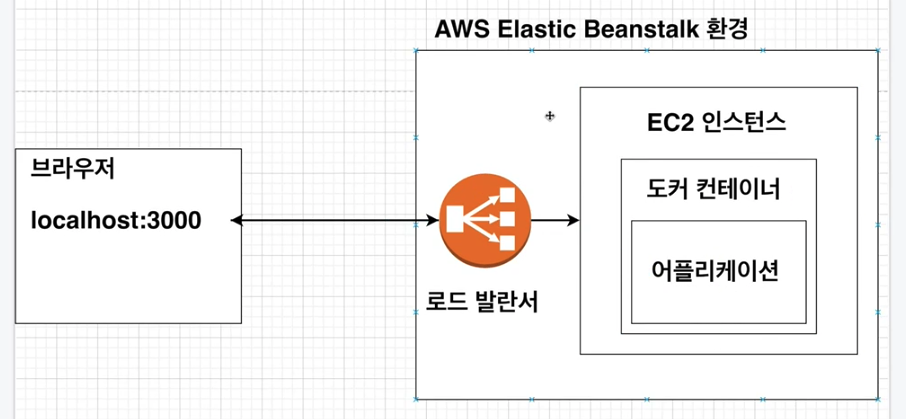 AWS Elastic Beanstalk 환경
브라우저
localhost:3000
로드 발란서
EC2 인스턴스
도커 컨테이너
어플리케이션